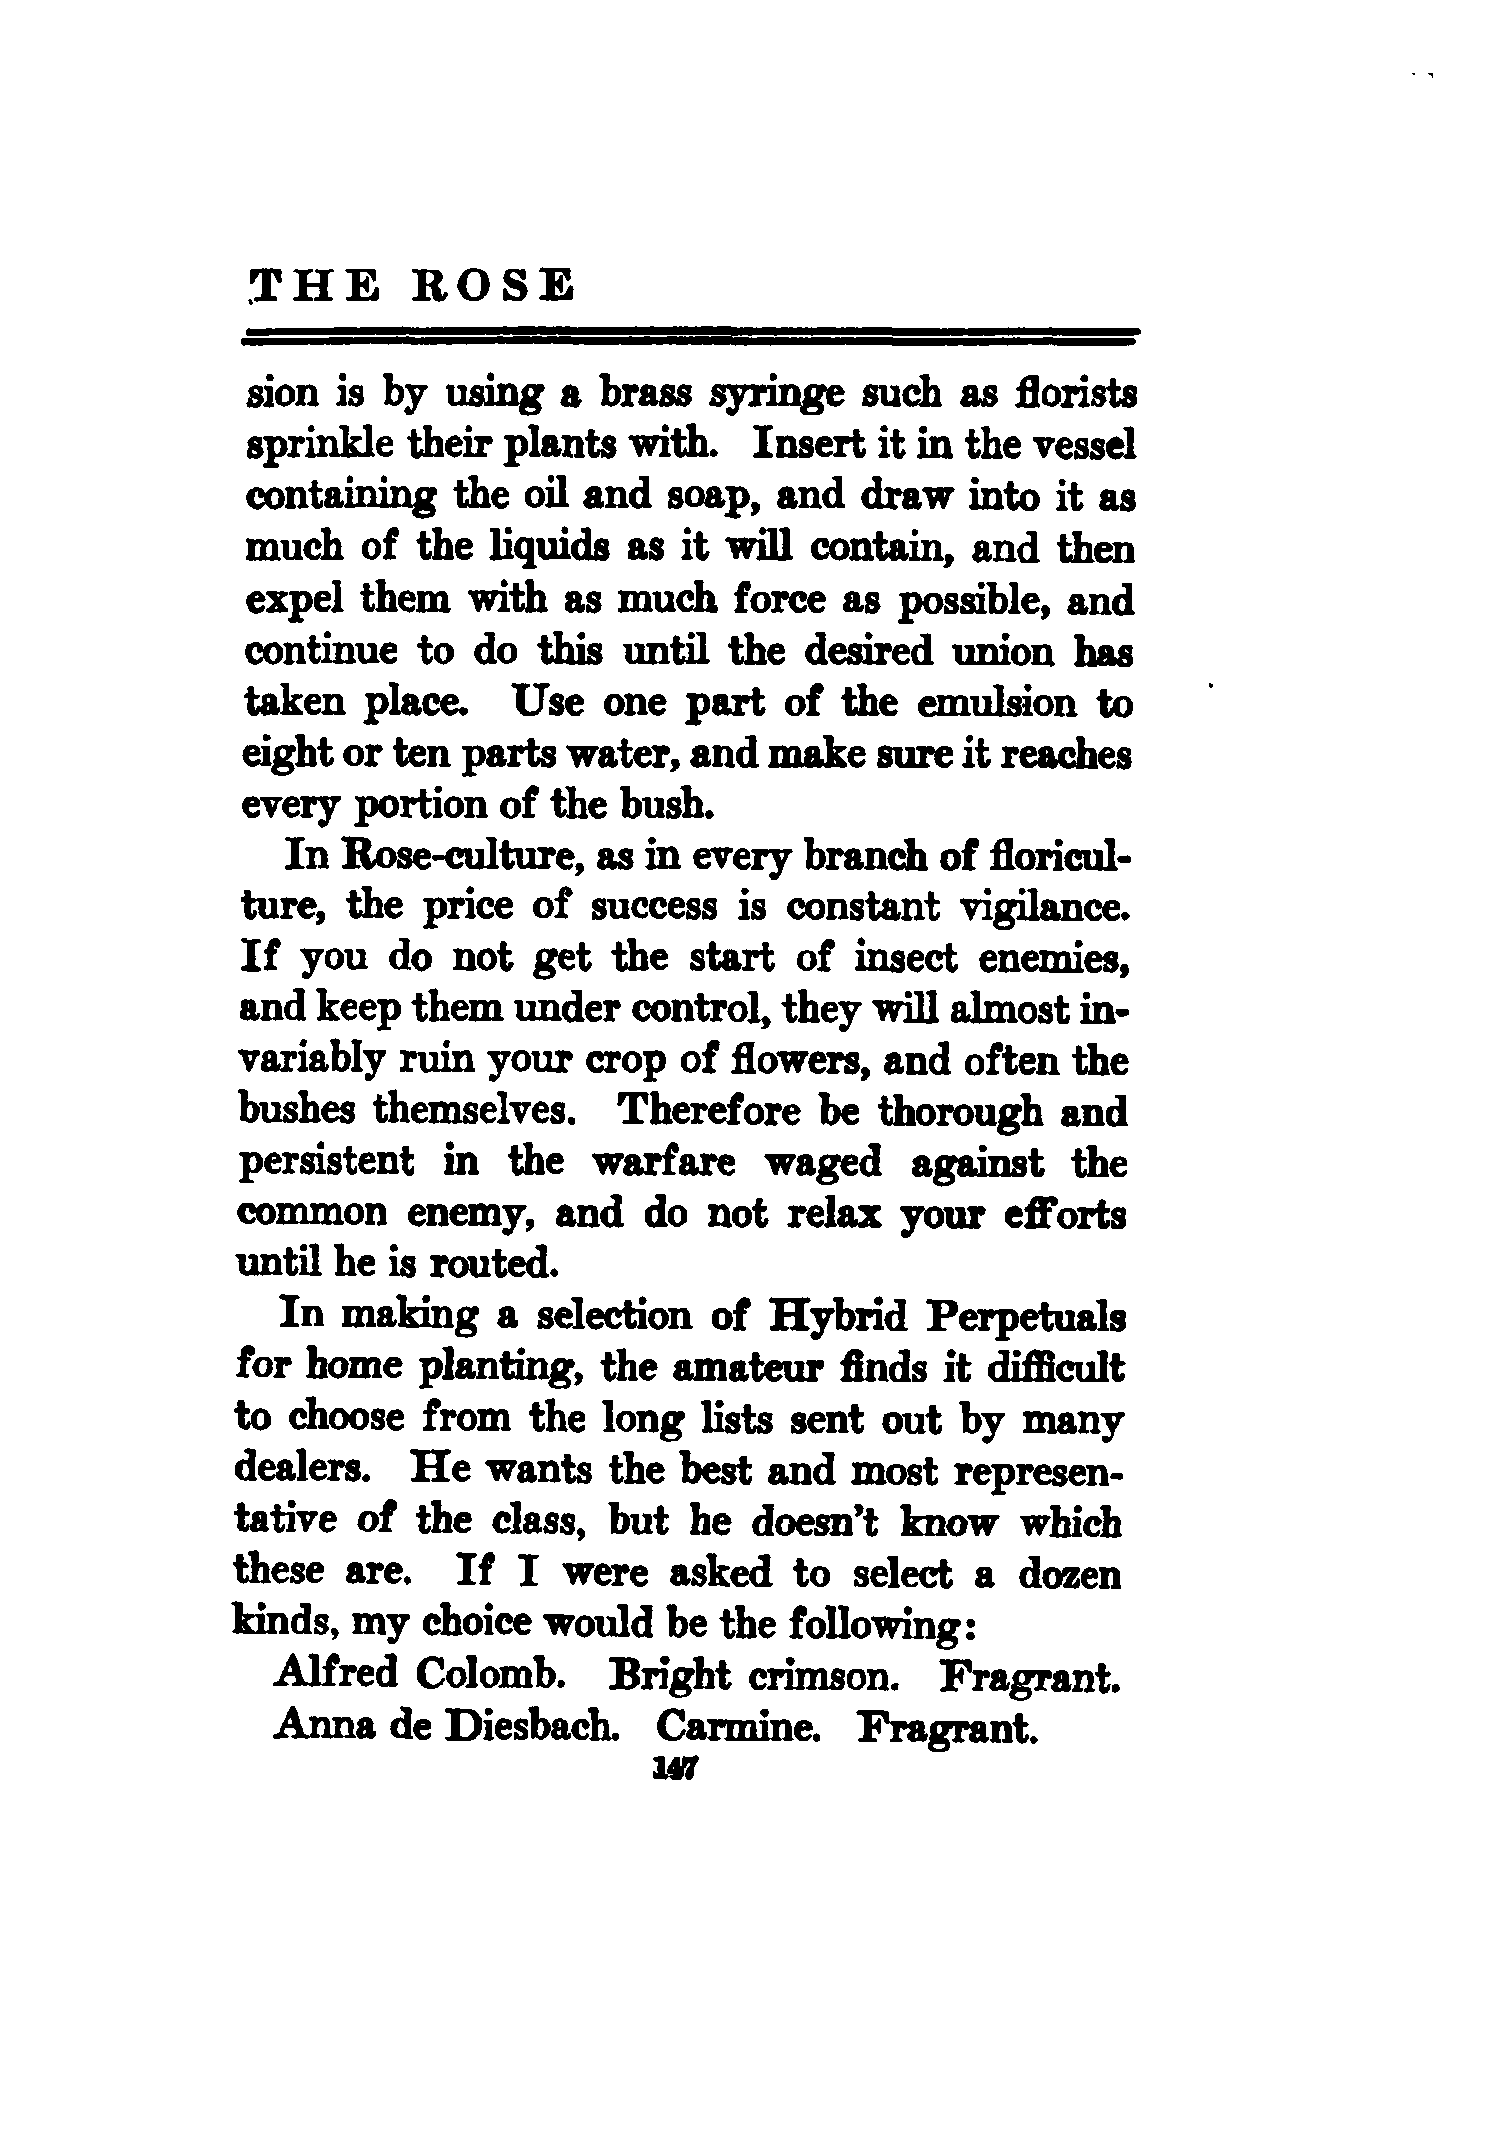 THE ROSE
sion is by using a brass syringe such as florists
sprinkle their plants with. Insert it in the vessel
containing the oil and soap, and draw into it as
much of the liquids as it will contain, and then
expel them with as much force as possible, and
continue to do this until the desired union has
taken place. Use one part of the emulsion to
eight or ten parts water, and make sure it reaches
every portion of the bush.
In Rose-culture, as in every branch of floricul-
ture, the price of success is constant vigilance.
If you do not get the start of insect enemies,
and keep them under control, they will almost in-
variably ruin your crop of flowers, and often the
bushes themselves. Therefore be thorough and
persistent in the warfare waged against the
common enemy, and do not relax your efforts
until he is routed.
In making a selection of Hybrid Perpetuals
for home planting, the amateur finds it difficult
to choose from the long lists sent out by many
dealers. He wants the best and most represen-
tative of the class, but he doesn't know which
these are. If I were asked to select a dozen
kinds, my choice would be the following:
Alfred Colomb. Bright crimson. Fragrant.
Anna de Diesbach. Carmine. Fragrant.
147